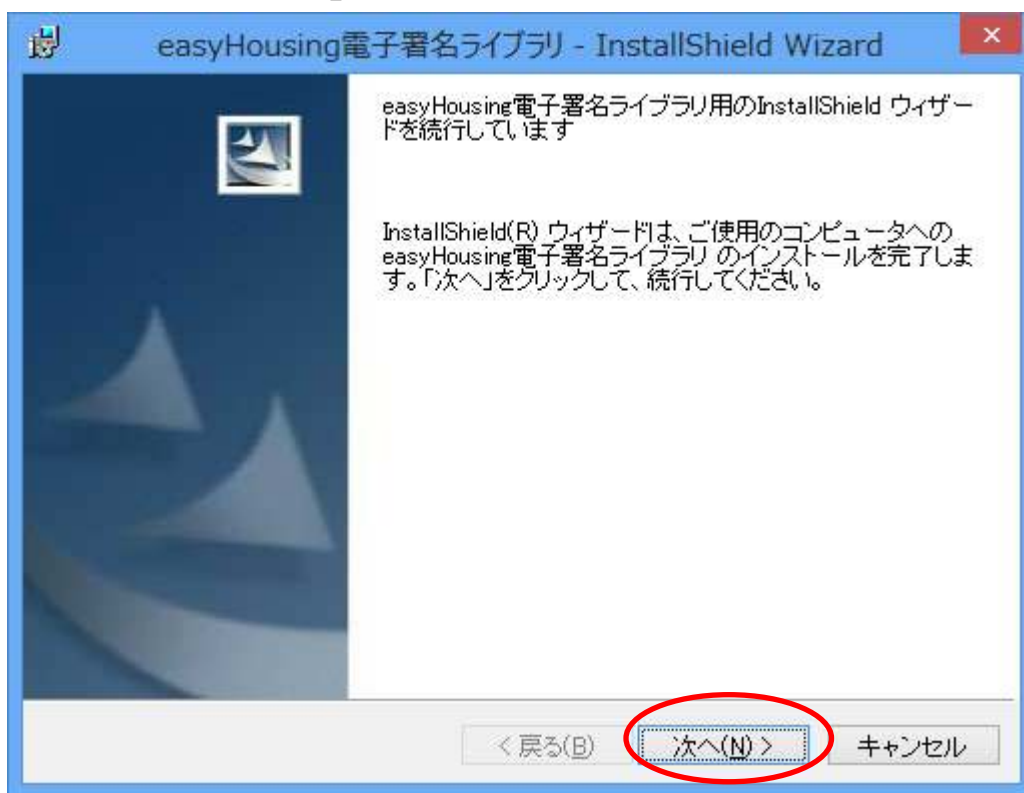 easyHousing電子署名ライブラリ - InstallShield Wizard
easyHousing電子署名ライブラリ用のInstallShield ウィザー
ドを続行しています
InstallShield(R) ウィザードは、ご使用のコンピュータへの
easyHousing電子署名ライブラリ のインストールを完了しま
す。「次へ」をクリックして、続行してください。
< 戻る(B)
次へ(N) >
キャンセル